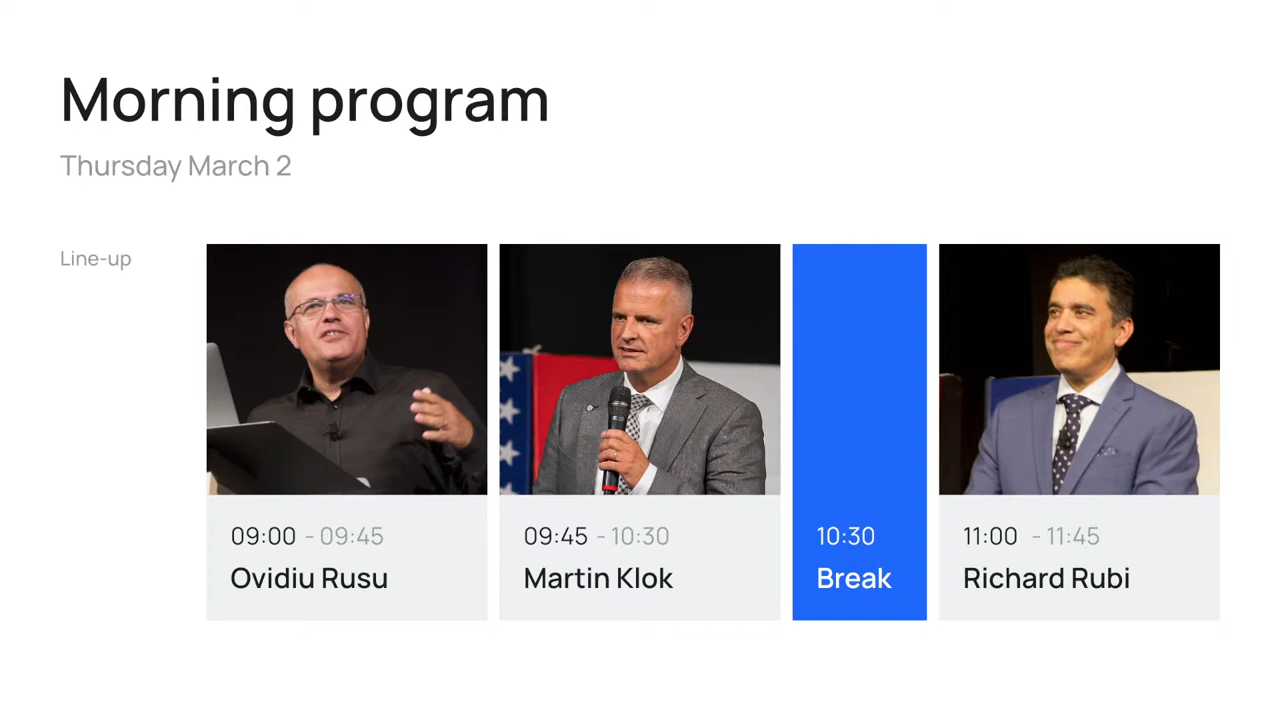 Morning program
Thursday March 2
Line-up
09:00 - 09:45
Ovidiu Rusu
09:45 - 10:30
Martin Klok
10:30
Break
11:00 - 11:45
Richard Rubi